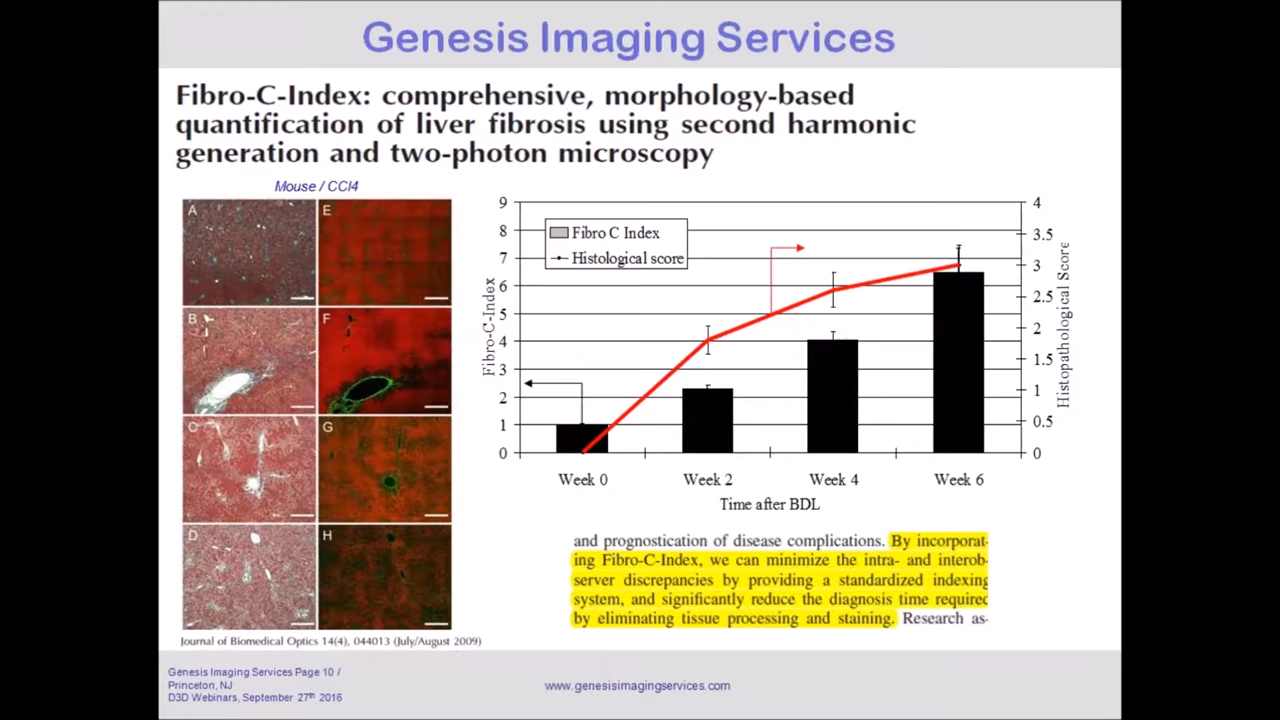 Genesis Imaging Services
Fibro-C-Index: comprehensive, morphology-based
quantification of liver fibrosis using second harmonic
generation and two-photon microscopy
Mouse / CCl4
A
E
B
F
C
G
D
H
9
8
7
6
5
4
3
2
1
0
Fibro-C-Index
Fibro C Index
Histological score
4
3.5
3
2.5
2
1.5
1
0.5
0
Histopathological Score
Week 0
Week 2
Week 4
Week 6
Time after BDL
and prognostication of disease complications. By incorporat-
ing Fibro-C-Index, we can minimize the intra- and interob-
server discrepancies by providing a standardized indexing
system, and significantly reduce the diagnosis time required
by eliminating tissue processing and staining. Research as-
Journal of Biomedical Optics 14(4), 044013 (July/August 2009)
Genesis Imaging Services Page 10 /
Princeton, NJ
D3D Webinars, September 27th 2016
www.genesisimagingservices.com